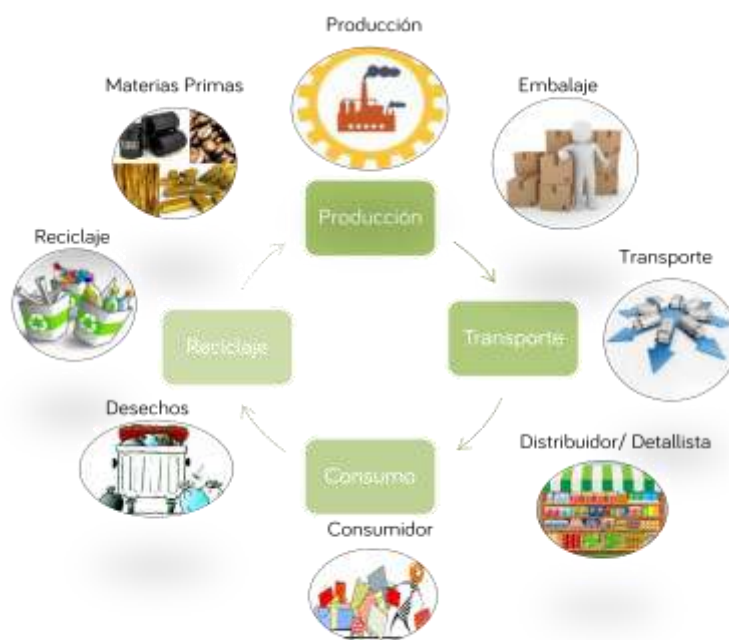 Producción
Materias Primas
Embalaje
Producción
Reciclaje
Transporte
Reciclaje
Transporte
Desechos
Distribuidor/ Detallista
Consumo
Consumidor